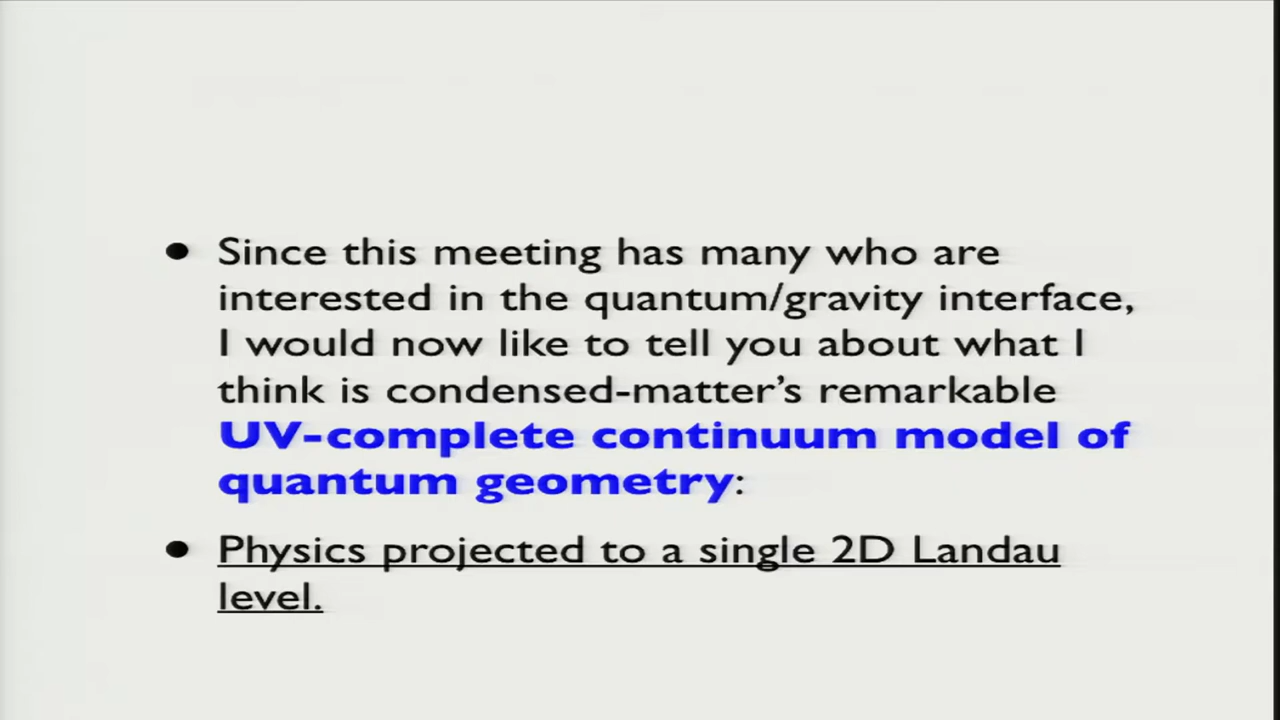 • Since this meeting has many who are
interested in the quantum/gravity interface,
I would now like to tell you about what I
think is condensed-matter’s remarkable
UV-complete continuum model of
quantum geometry:
• Physics projected to a single 2D Landau
level.